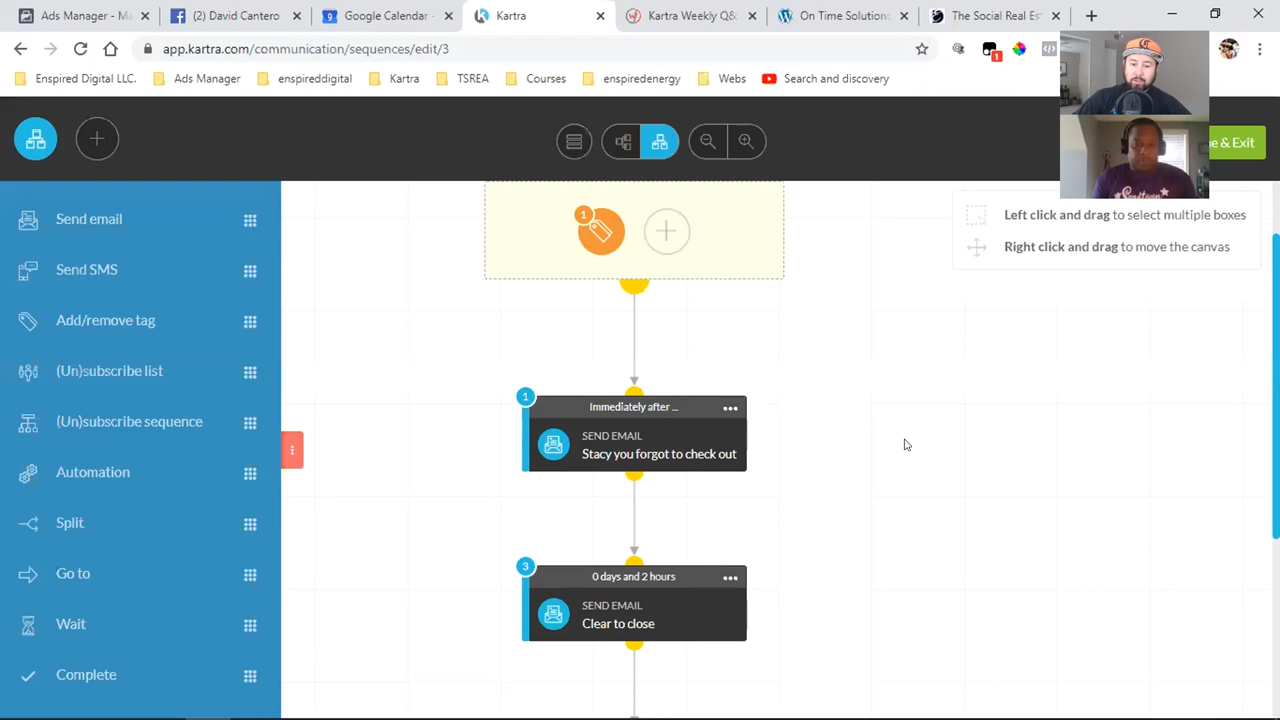 Ads Manager - Ma
(2) David Cantero
Google Calendar -
Kartra
Kartra Weekly Q&
On Time Solutions
The Social Real Es
app.kartra.com/communication/sequences/edit/3
1
Enspired Digital LLC.
Ads Manager
enspireddigital
Kartra
TSREA
Courses
enspiredenergy
Webs
Search and discovery
e & Exit
Send email
Send SMS
Add/remove tag
(Un)subscribe list
(Un)subscribe sequence
Automation
Split
Go to
Wait
Complete
1
Left click and drag to select multiple boxes
Right click and drag to move the canvas
1
Immediately after ...
SEND EMAIL
Stacy you forgot to check out
3
0 days and 2 hours
SEND EMAIL
Clear to close